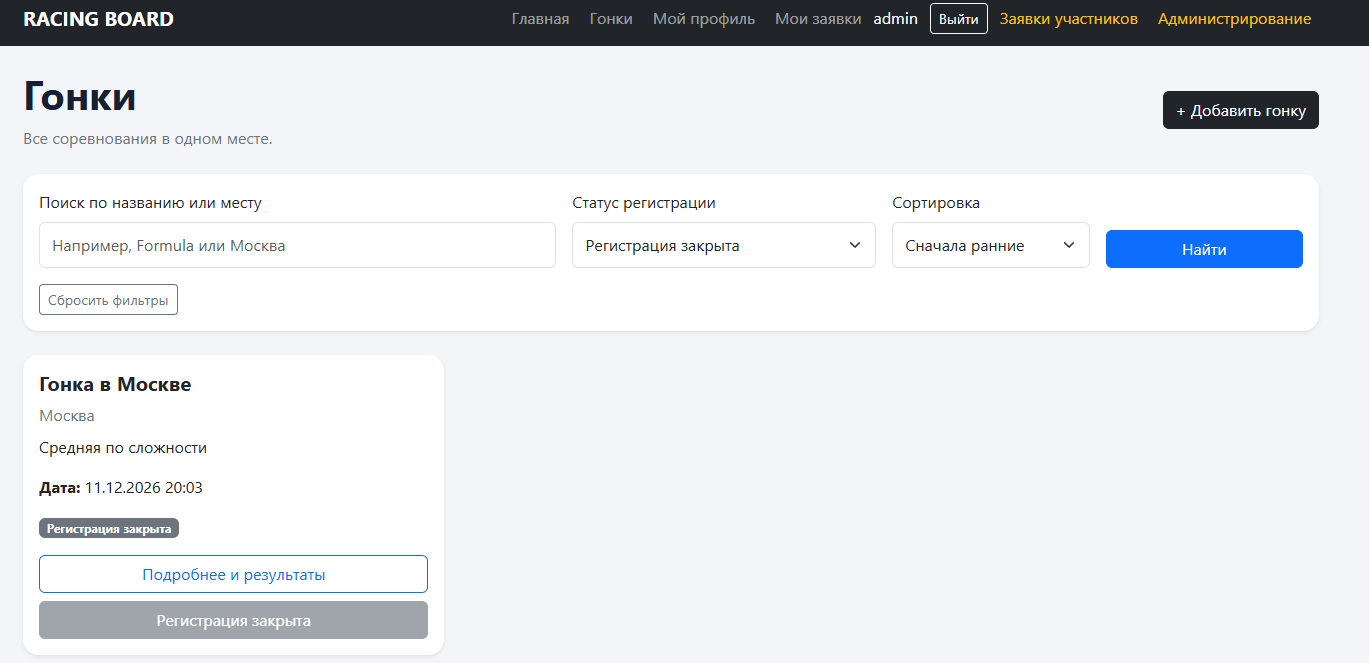 RACING BOARD Главная Гонки Мой профиль Мои заявки admin Выйти Заявки участников Администрирование
Гонки
+ Добавить гонку
Все соревнования в одном месте.
Поиск по названию или месту Статус регистрации Сортировка
Например, Formula или Москва Регистрация закрыта Сначала ранние Найти
Сбросить фильтры
Гонка в Москве
Москва
Средняя по сложности
Дата: 11.12.2026 20:03
Регистрация закрыта
Подробнее и результаты
Регистрация закрыта